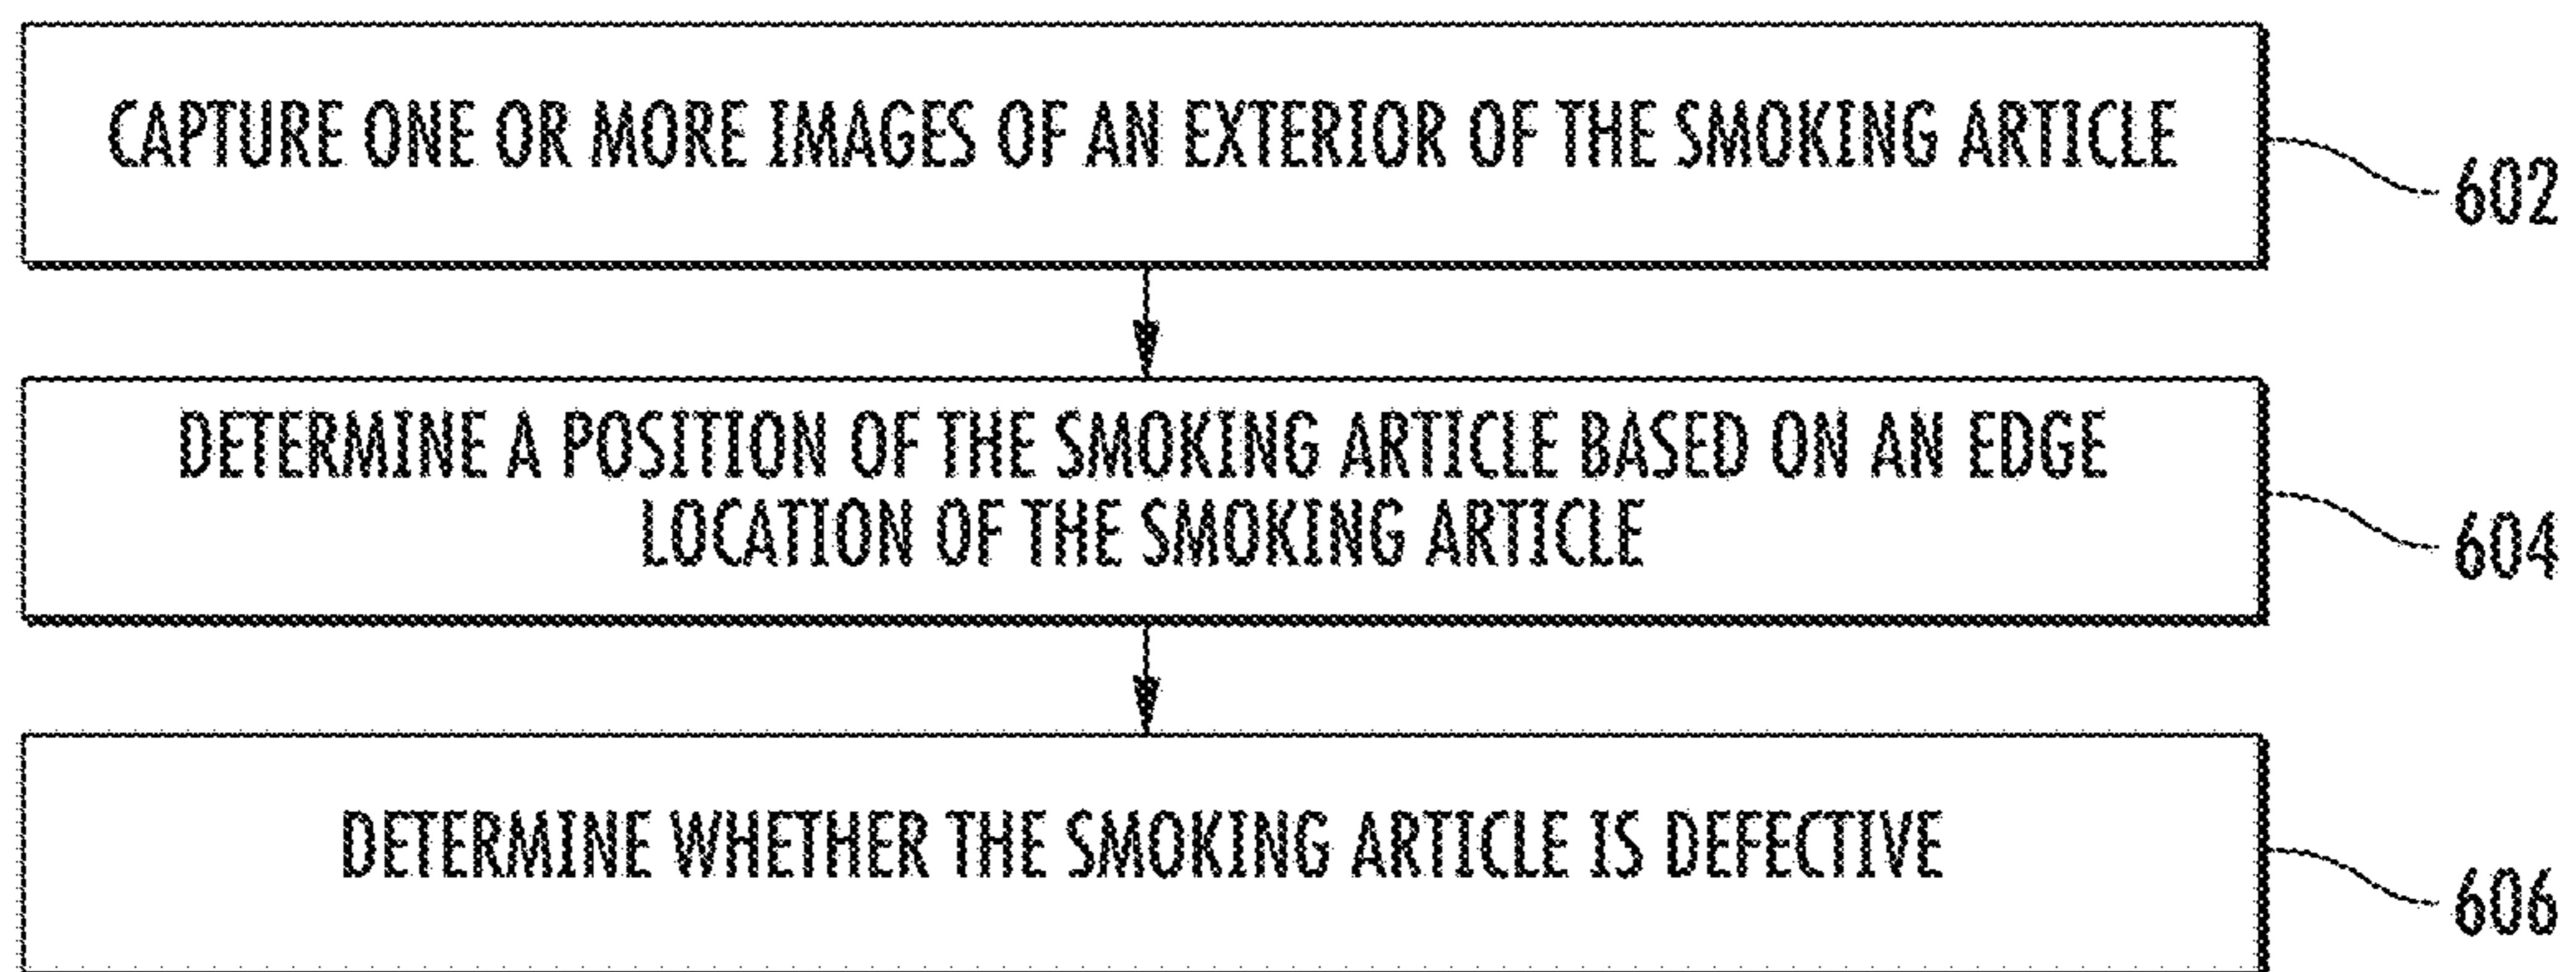 CAPTURE ONE OR MORE IMAGES OF AN EXTERIOR OF THE SMOKING ARTICLE
602
DETERMINE A POSITION OF THE SMOKING ARTICLE BASED ON AN EDGE
LOCATION OF THE SMOKING ARTICLE
604
DETERMINE WHETHER THE SMOKING ARTICLE IS DEFECTIVE
606